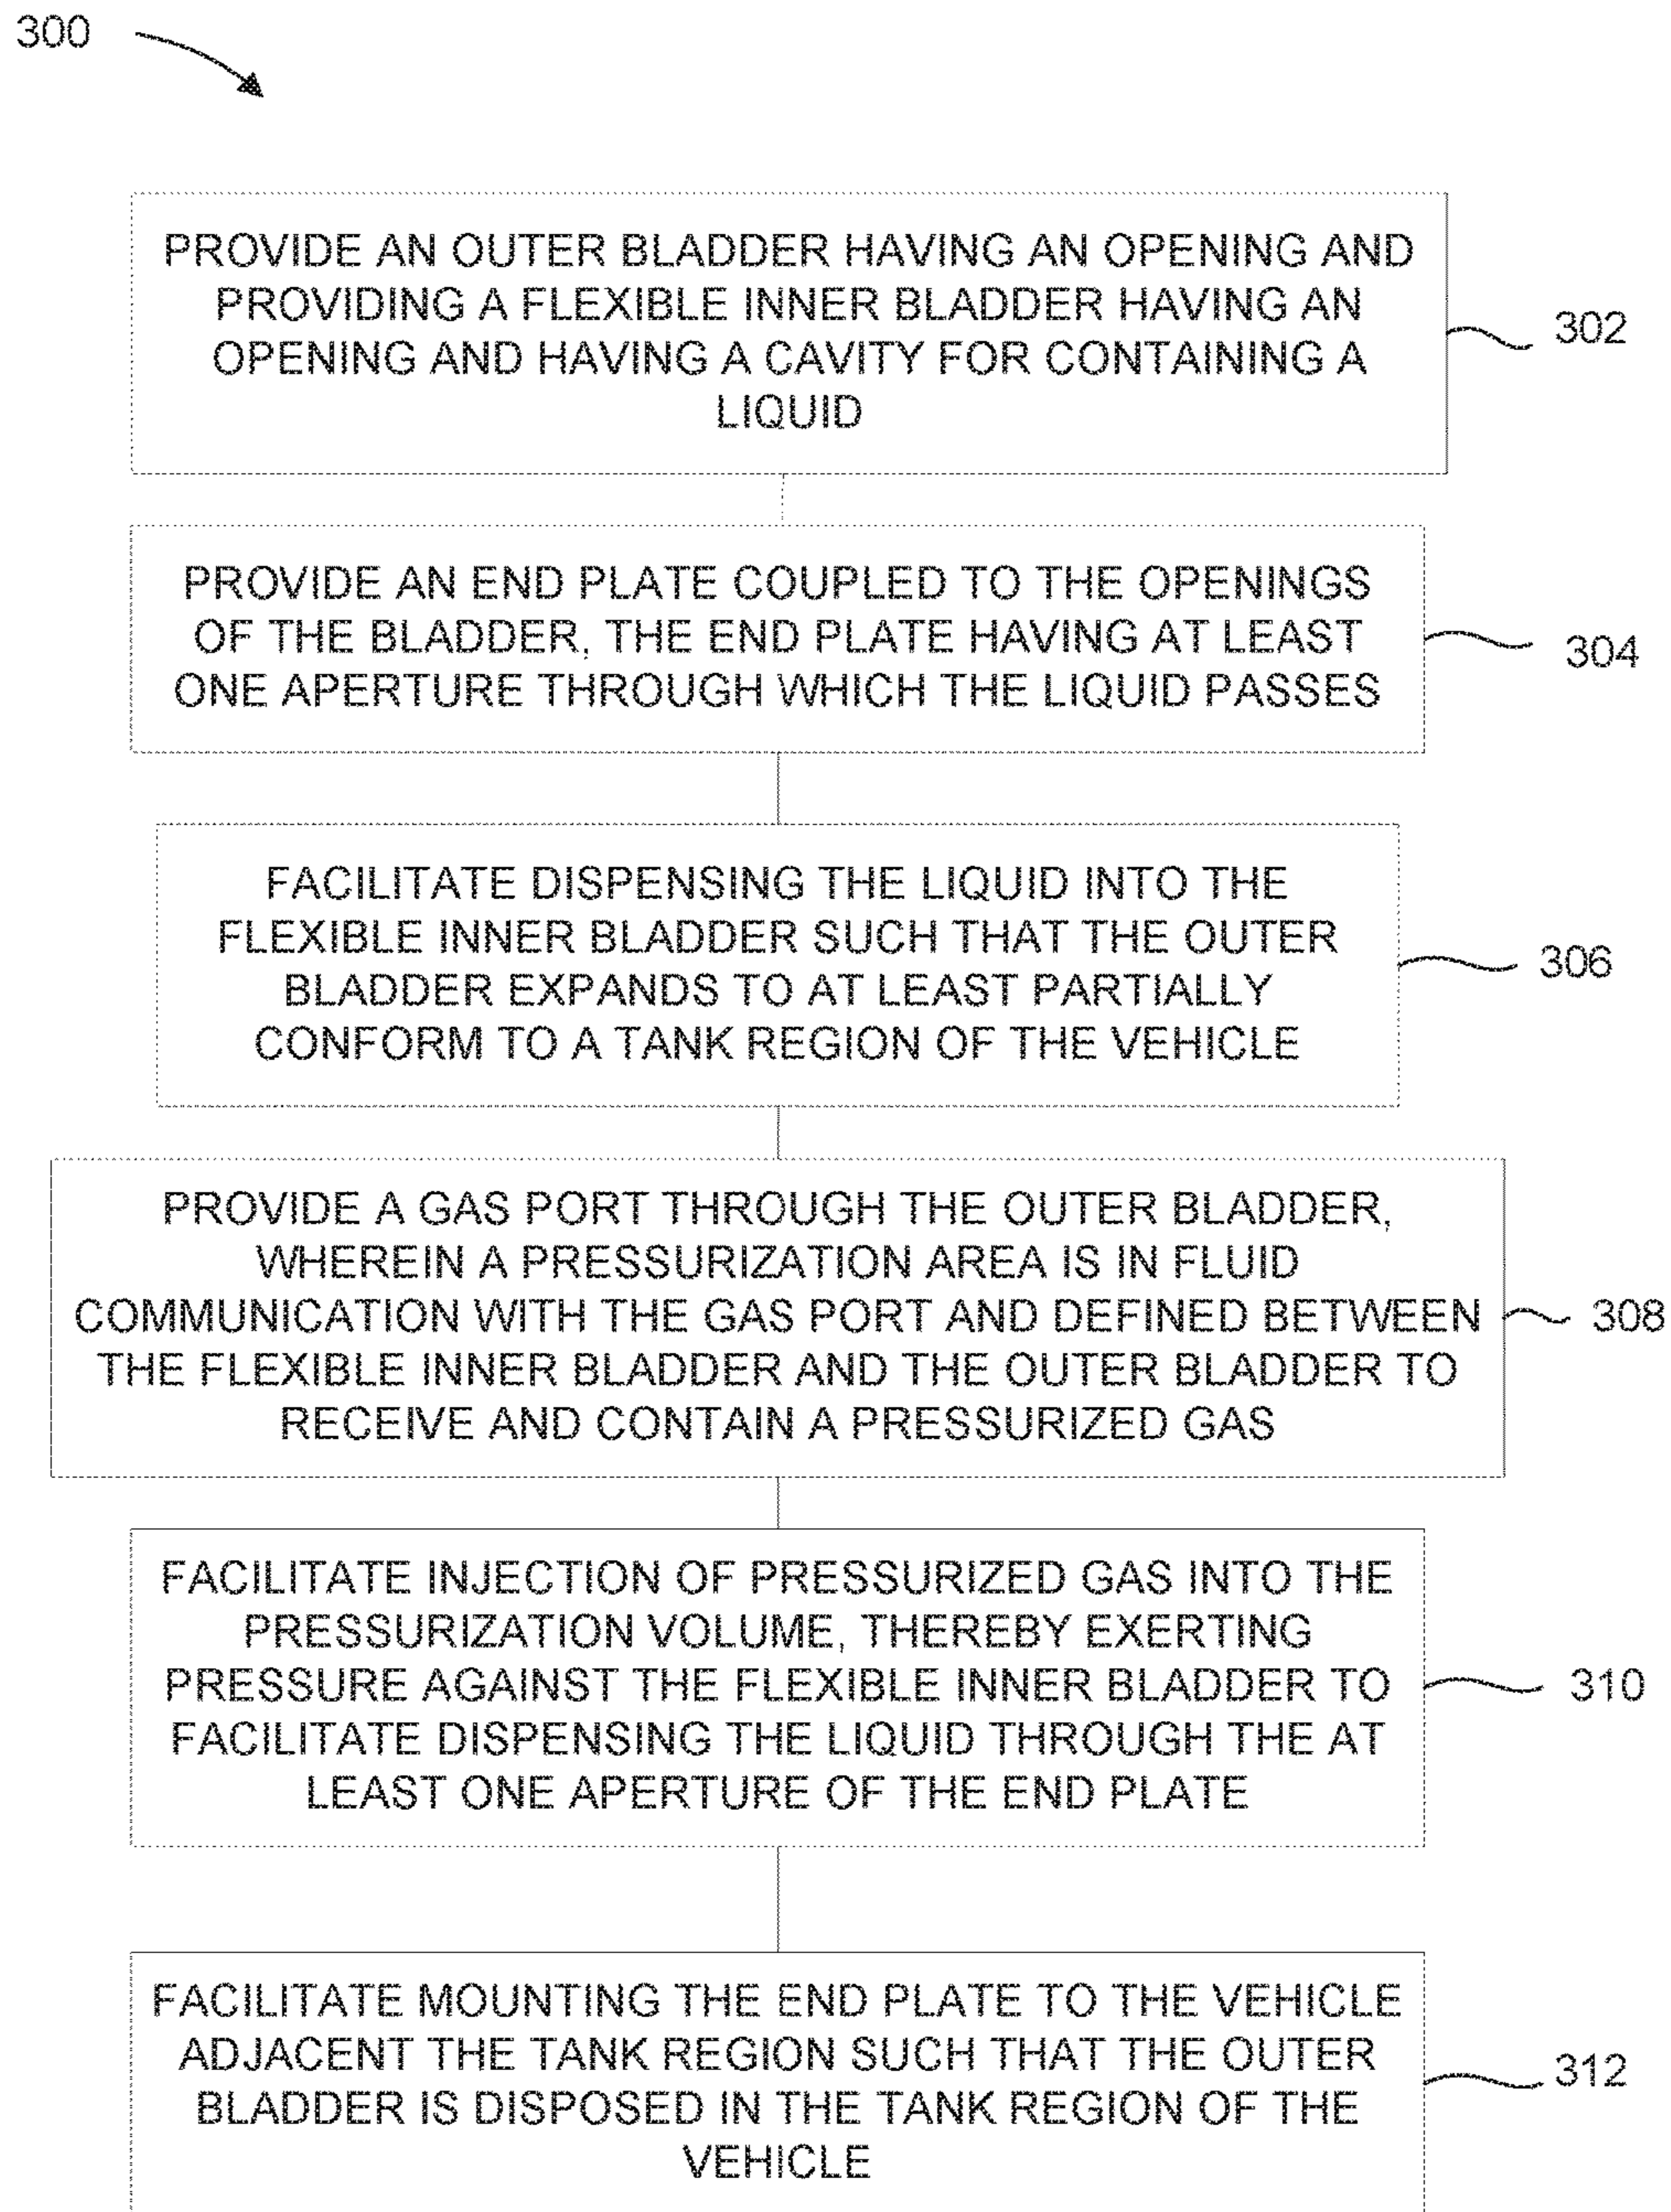 300
PROVIDE AN OUTER BLADDER HAVING AN OPENING AND
PROVIDING A FLEXIBLE INNER BLADDER HAVING AN
OPENING AND HAVING A CAVITY FOR CONTAINING A
LIQUID
302
PROVIDE AN END PLATE COUPLED TO THE OPENINGS
OF THE BLADDER, THE END PLATE HAVING AT LEAST
ONE APERTURE THROUGH WHICH THE LIQUID PASSES
304
FACILITATE DISPENSING THE LIQUID INTO THE
FLEXIBLE INNER BLADDER SUCH THAT THE OUTER
BLADDER EXPANDS TO AT LEAST PARTIALLY
CONFORM TO A TANK REGION OF THE VEHICLE
306
PROVIDE A GAS PORT THROUGH THE OUTER BLADDER,
WHEREIN A PRESSURIZATION AREA IS IN FLUID
COMMUNICATION WITH THE GAS PORT AND DEFINED BETWEEN
THE FLEXIBLE INNER BLADDER AND THE OUTER BLADDER TO
RECEIVE AND CONTAIN A PRESSURIZED GAS
308
FACILITATE INJECTION OF PRESSURIZED GAS INTO THE
PRESSURIZATION VOLUME, THEREBY EXERTING
PRESSURE AGAINST THE FLEXIBLE INNER BLADDER TO
FACILITATE DISPENSING THE LIQUID THROUGH THE AT
LEAST ONE APERTURE OF THE END PLATE
310
FACILITATE MOUNTING THE END PLATE TO THE VEHICLE
ADJACENT THE TANK REGION SUCH THAT THE OUTER
BLADDER IS DISPOSED IN THE TANK REGION OF THE
VEHICLE
312